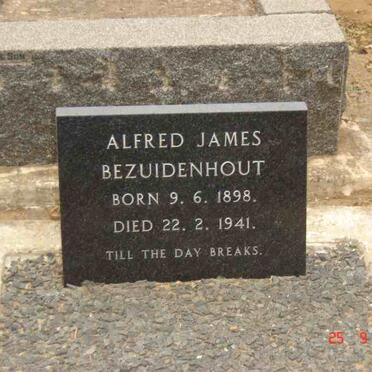 ALFRED JAMES
BEZUIDENHOUT
BORN 9. 6. 1898.
DIED 22. 2. 1941.
TILL THE DAY BREAKS.
25 9